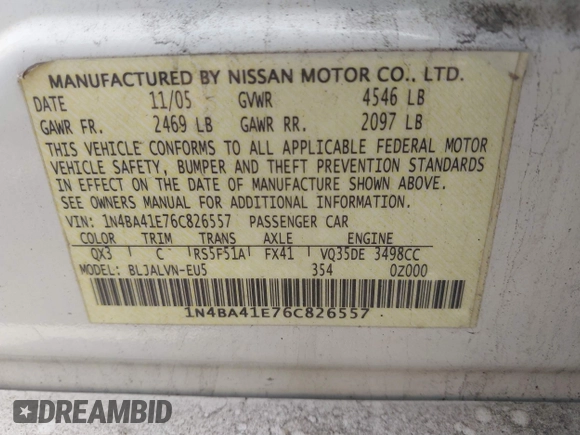 MANUFACTURED BY NISSAN MOTOR CO., LTD.
DATE 11/05 GVWR 4546 LB
GAWR FR. 2469 LB GAWR RR. 2097 LB
THIS VEHICLE CONFORMS TO ALL APPLICABLE FEDERAL MOTOR
VEHICLE SAFETY, BUMPER AND THEFT PREVENTION STANDARDS
IN EFFECT ON THE DATE OF MANUFACTURE SHOWN ABOVE.
SEE OWNERS MANUAL FOR ADDITIONAL INFORMATION.
VIN: 1N4BA41E76C826557 PASSENGER CAR
COLOR TRIM TRANS AXLE ENGINE
QX3 C RS5F51A FX41 VQ35DE 3498CC
MODEL: BLJALVN-EU5 354 0Z000
1N4BA41E76C826557
DREAMBID